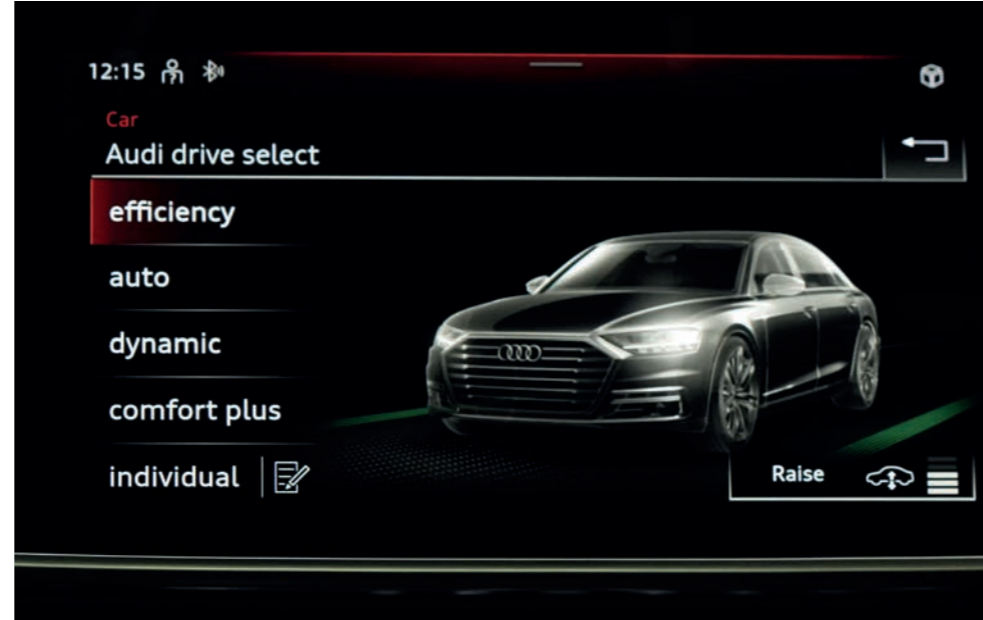 12:15
Car
Audi drive select
efficiency
auto
dynamic
comfort plus
individual
Raise